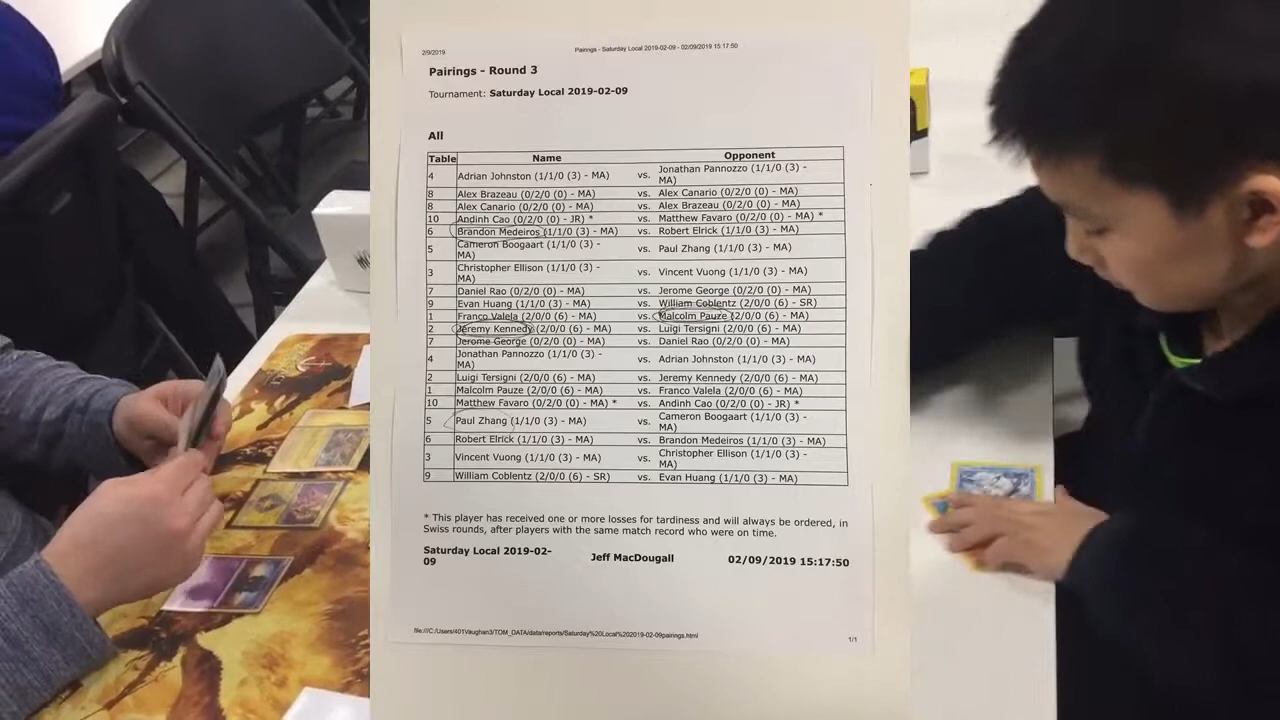 2/9/2019 Pairings - Saturday Local 2019-02-09 - 02/09/2019 15:17:50
Pairings - Round 3
Tournament: Saturday Local 2019-02-09
All
Table Name Opponent
4 Adrian Johnston (1/1/0 (3) - MA) vs. Jonathan Pannozzo (1/1/0 (3) -
MA)
8 Alex Brazeau (0/2/0 (0) - MA) vs. Alex Canario (0/2/0 (0) - MA)
8 Alex Canario (0/2/0 (0) - MA) vs. Alex Brazeau (0/2/0 (0) - MA)
10 Andinh Cao (0/2/0 (0) - JR) * vs. Matthew Favaro (0/2/0 (0) - MA) *
6 Brandon Medeiros (1/1/0 (3) - MA) vs. Robert Elrick (1/1/0 (3) - MA)
5 Cameron Boogaart (1/1/0 (3) - vs. Paul Zhang (1/1/0 (3) - MA)
MA)
3 Christopher Ellison (1/1/0 (3) - vs. Vincent Vuong (1/1/0 (3) - MA)
MA)
7 Daniel Rao (0/2/0 (0) - MA) vs. Jerome George (0/2/0 (0) - MA)
9 Evan Huang (1/1/0 (3) - MA) vs. William Coblentz (2/0/0 (6) - SR)
1 Franco Valela (2/0/0 (6) - MA) vs. Malcolm Pauze (2/0/0 (6) - MA)
2 Jeremy Kennedy (2/0/0 (6) - MA) vs. Luigi Tersigni (2/0/0 (6) - MA)
7 Jerome George (0/2/0 (0) - MA) vs. Daniel Rao (0/2/0 (0) - MA)
4 Jonathan Pannozzo (1/1/0 (3) - vs. Adrian Johnston (1/1/0 (3) - MA)
MA)
2 Luigi Tersigni (2/0/0 (6) - MA) vs. Jeremy Kennedy (2/0/0 (6) - MA)
1 Malcolm Pauze (2/0/0 (6) - MA) vs. Franco Valela (2/0/0 (6) - MA)
10 Matthew Favaro (0/2/0 (0) - MA) * vs. Andinh Cao (0/2/0 (0) - JR) *
5 Paul Zhang (1/1/0 (3) - MA) vs. Cameron Boogaart (1/1/0 (3) -
MA)
6 Robert Elrick (1/1/0 (3) - MA) vs. Brandon Medeiros (1/1/0 (3) - MA)
3 Vincent Vuong (1/1/0 (3) - MA) vs. Christopher Ellison (1/1/0 (3) -
MA)
9 William Coblentz (2/0/0 (6) - SR) vs. Evan Huang (1/1/0 (3) - MA)
* This player has received one or more losses for tardiness and will always be ordered, in
Swiss rounds, after players with the same match record who were on time.
Saturday Local 2019-02- Jeff MacDougall 02/09/2019 15:17:50
09
file:///C:/Users/401Vaughan3/TOM_DATA/data/reports/Saturday%20Local%202019-02-09pairings.html 1/1